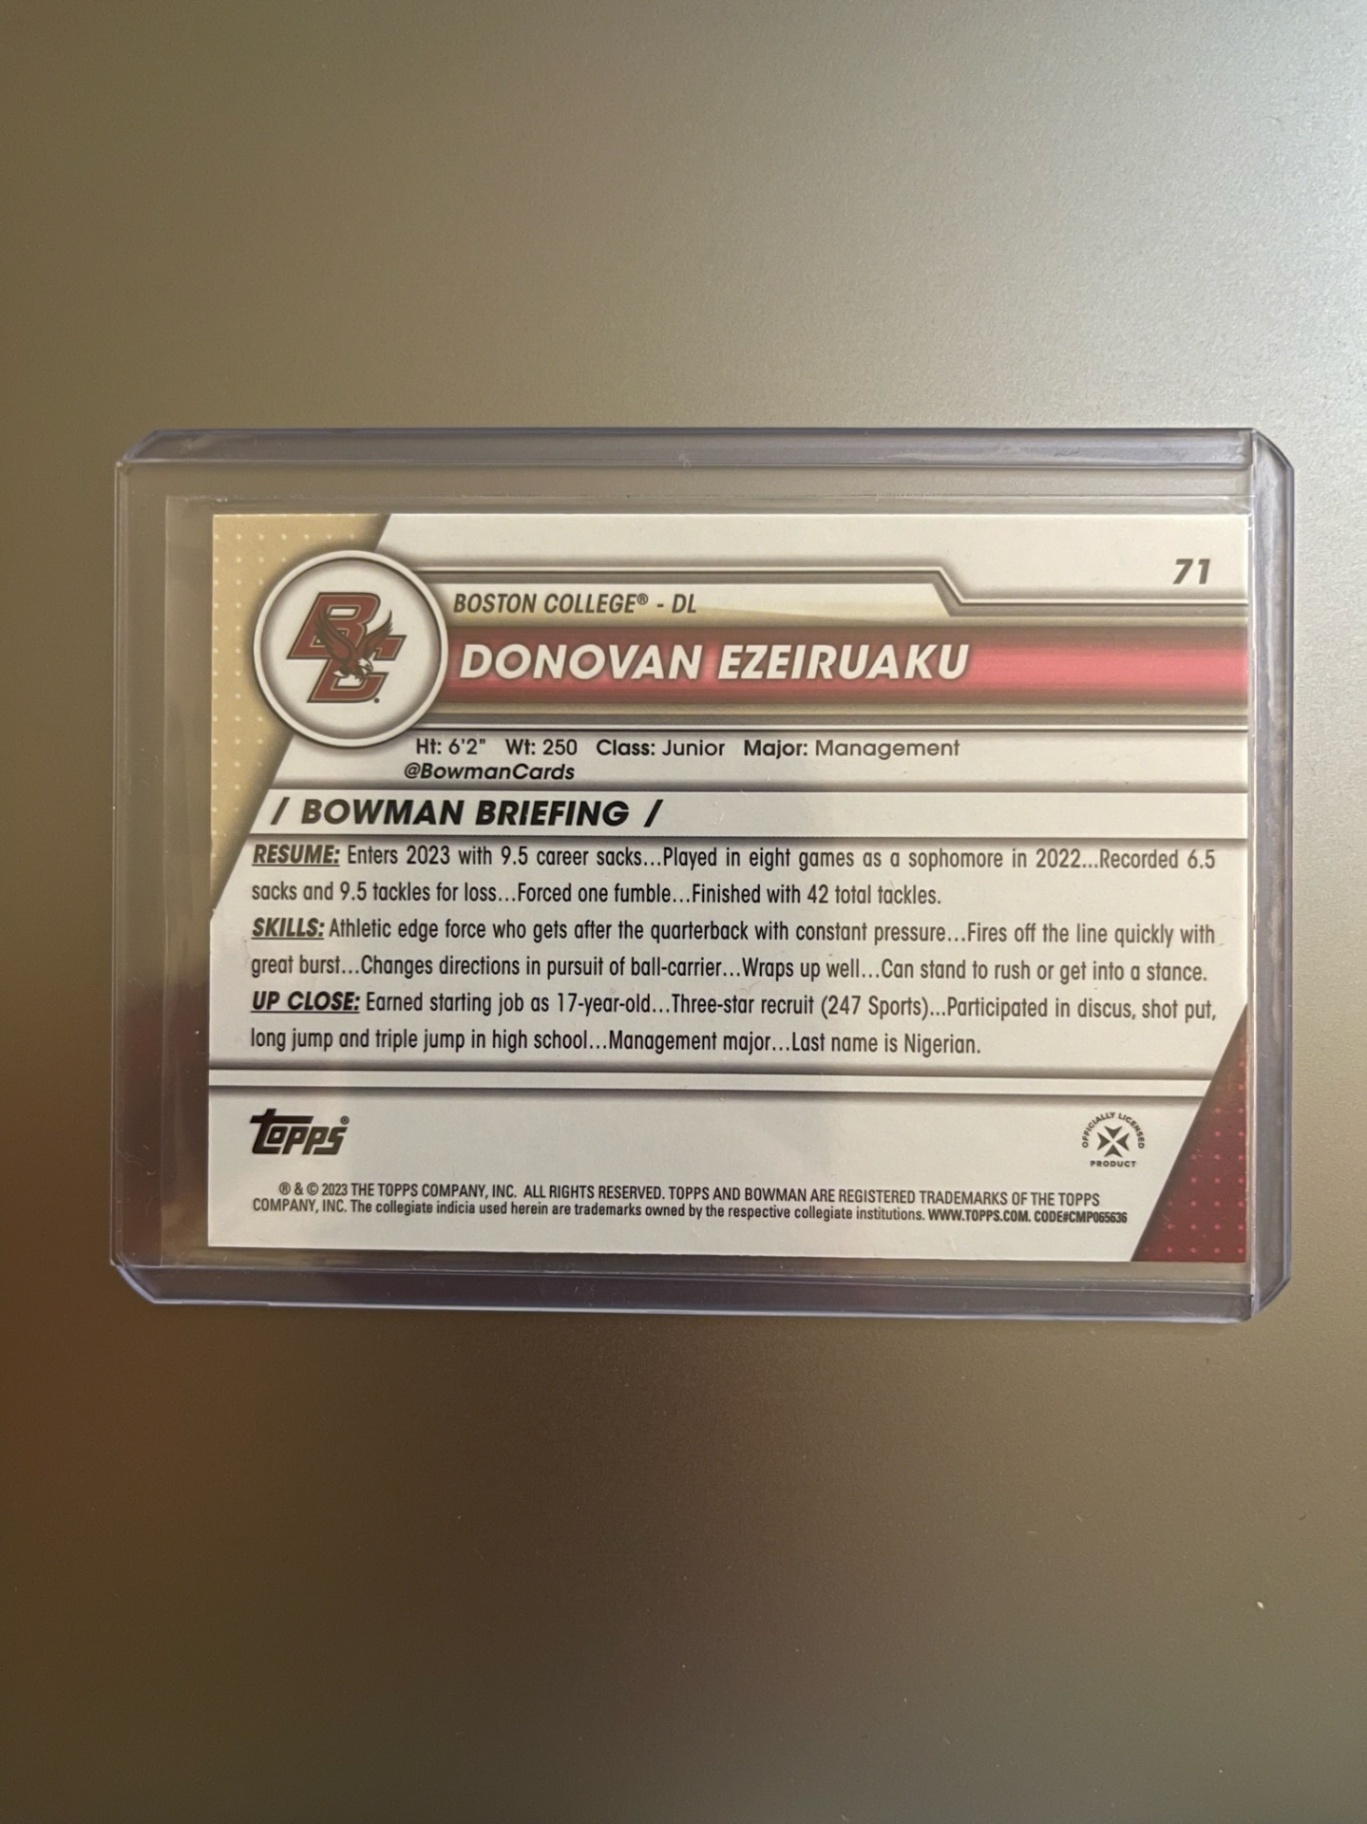 71
BOSTON COLLEGE® - DL
BC
DONOVAN EZEIRUAKU
Ht: 6'2" Wt: 250 Class: Junior Major: Management
@BowmanCards
/ BOWMAN BRIEFING /
RESUME: Enters 2023 with 9.5 career sacks...Played in eight games as a sophomore in 2022...Recorded 6.5
sacks and 9.5 tackles for loss...Forced one fumble...Finished with 42 total tackles.
SKILLS: Athletic edge force who gets after the quarterback with constant pressure...Fires off the line quickly with
great burst...Changes directions in pursuit of ball-carrier...Wraps up well...Can stand to rush or get into a stance.
UP CLOSE: Earned starting job as 17-year-old...Three-star recruit (247 Sports)...Participated in discus, shot put,
long jump and triple jump in high school...Management major...Last name is Nigerian.
Topps®
OFFICIALLY LICENSED
PRODUCT
® & © 2023 THE TOPPS COMPANY, INC. ALL RIGHTS RESERVED. TOPPS AND BOWMAN ARE REGISTERED TRADEMARKS OF THE TOPPS
COMPANY, INC. The collegiate indicia used herein are trademarks owned by the respective collegiate institutions. WWW.TOPPS.COM. CODE#CMP065636